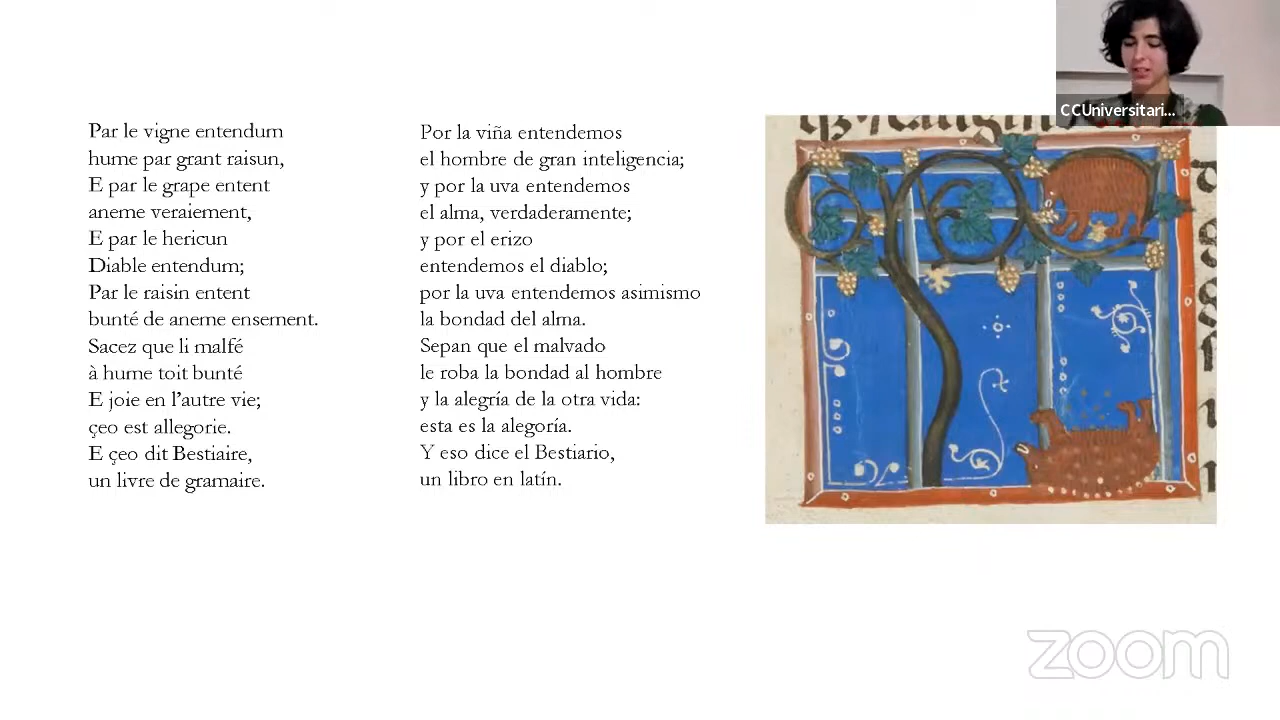 CCUniversitari...
Par le vigne entendum
hume par grant raisun,
E par le grape entent
aneme veraiement,
E par le hericun
Diable entendum;
Par le raisin entent
bunté de aneme ensement.
Sacez que li malfé
à hume toit bunté
E joie en l'autre vie;
çeo est allegorie.
E çeo dit Bestiaire,
un livre de gramaire.
Por la viña entendemos
el hombre de gran inteligencia;
y por la uva entendemos
el alma, verdaderamente;
y por el erizo
entendemos el diablo;
por la uva entendemos asimismo
la bondad del alma.
Sepan que el malvado
le roba la bondad al hombre
y la alegría de la otra vida:
esta es la alegoría.
Y eso dice el Bestiario,
un libro en latín.
zoom